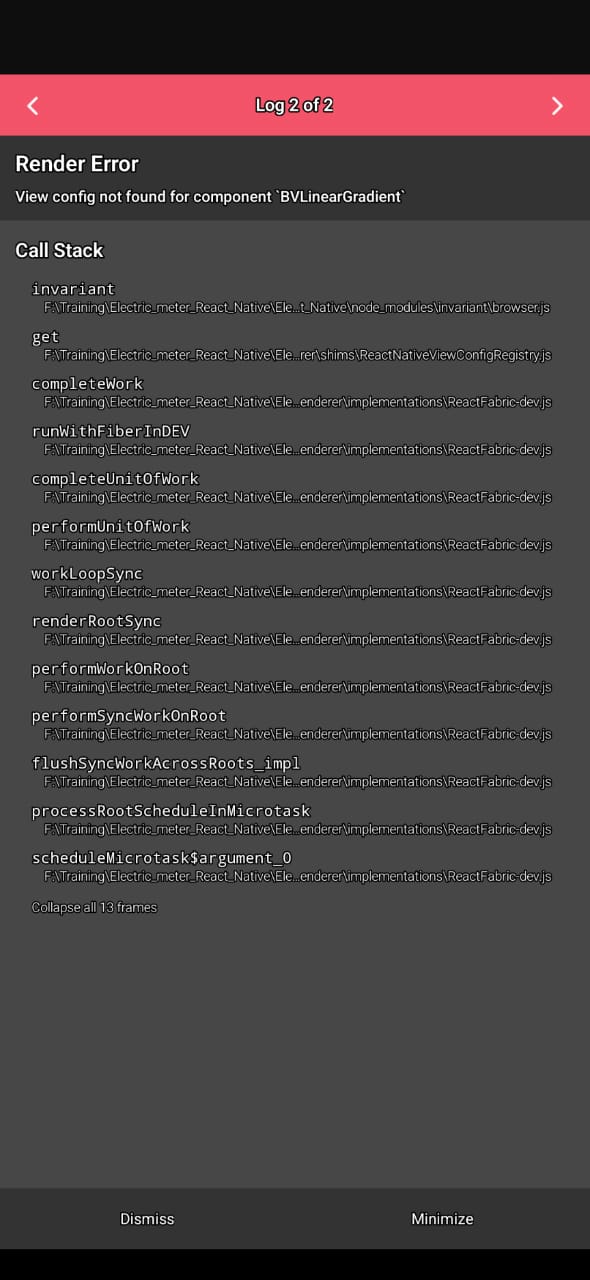 Log 2 of 2
Render Error
View config not found for component `BVLinearGradient`
Call Stack
invariant
F:\Training\Electric_meter_React_Native\Ele...t_Native\node_modules\invariant\browser.js
get
F:\Training\Electric_meter_React_Native\Ele...rer\shims\ReactNativeViewConfigRegistry.js
completeWork
F:\Training\Electric_meter_React_Native\Ele...enderer\implementations\ReactFabric-dev.js
runWithFiberInDEV
F:\Training\Electric_meter_React_Native\Ele...enderer\implementations\ReactFabric-dev.js
completeUnitOfWork
F:\Training\Electric_meter_React_Native\Ele...enderer\implementations\ReactFabric-dev.js
performUnitOfWork
F:\Training\Electric_meter_React_Native\Ele...enderer\implementations\ReactFabric-dev.js
workLoopSync
F:\Training\Electric_meter_React_Native\Ele...enderer\implementations\ReactFabric-dev.js
renderRootSync
F:\Training\Electric_meter_React_Native\Ele...enderer\implementations\ReactFabric-dev.js
performWorkOnRoot
F:\Training\Electric_meter_React_Native\Ele...enderer\implementations\ReactFabric-dev.js
performSyncWorkOnRoot
F:\Training\Electric_meter_React_Native\Ele...enderer\implementations\ReactFabric-dev.js
flushSyncWorkAcrossRoots_impl
F:\Training\Electric_meter_React_Native\Ele...enderer\implementations\ReactFabric-dev.js
processRootScheduleInMicrotask
F:\Training\Electric_meter_React_Native\Ele...enderer\implementations\ReactFabric-dev.js
scheduleMicrotask$argument_0
F:\Training\Electric_meter_React_Native\Ele...enderer\implementations\ReactFabric-dev.js
Collapse all 13 frames
Dismiss
Minimize